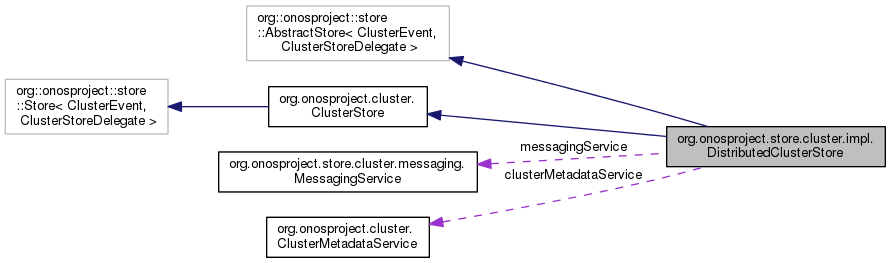 org::onosproject::store
::AbstractStore< ClusterEvent,
ClusterStoreDelegate >
org::onosproject::store
::Store< ClusterEvent,
ClusterStoreDelegate >
org.onosproject.cluster.
ClusterStore
org.onosproject.store.cluster.impl.
DistributedClusterStore
messagingService
org.onosproject.store.cluster.messaging.
MessagingService
clusterMetadataService
org.onosproject.cluster.
ClusterMetadataService